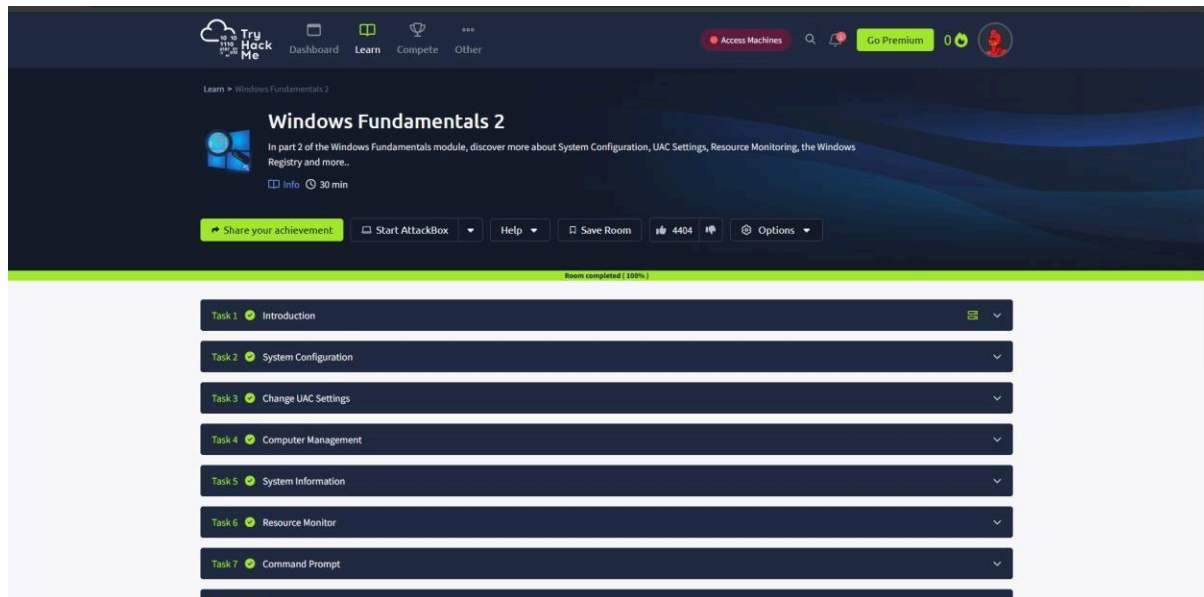 Try
Hack
Me
Dashboard
Learn
Compete
Other
Access Machines
Go Premium
0
Learn > Windows Fundamentals 2
Windows Fundamentals 2
In part 2 of the Windows Fundamentals module, discover more about System Configuration, UAC Settings, Resource Monitoring, the Windows
Registry and more..
Info 30 min
Share your achievement
Start AttackBox
Help
Save Room
4404
Options
Room completed ( 100% )
Task 1 Introduction
Task 2 System Configuration
Task 3 Change UAC Settings
Task 4 Computer Management
Task 5 System Information
Task 6 Resource Monitor
Task 7 Command Prompt